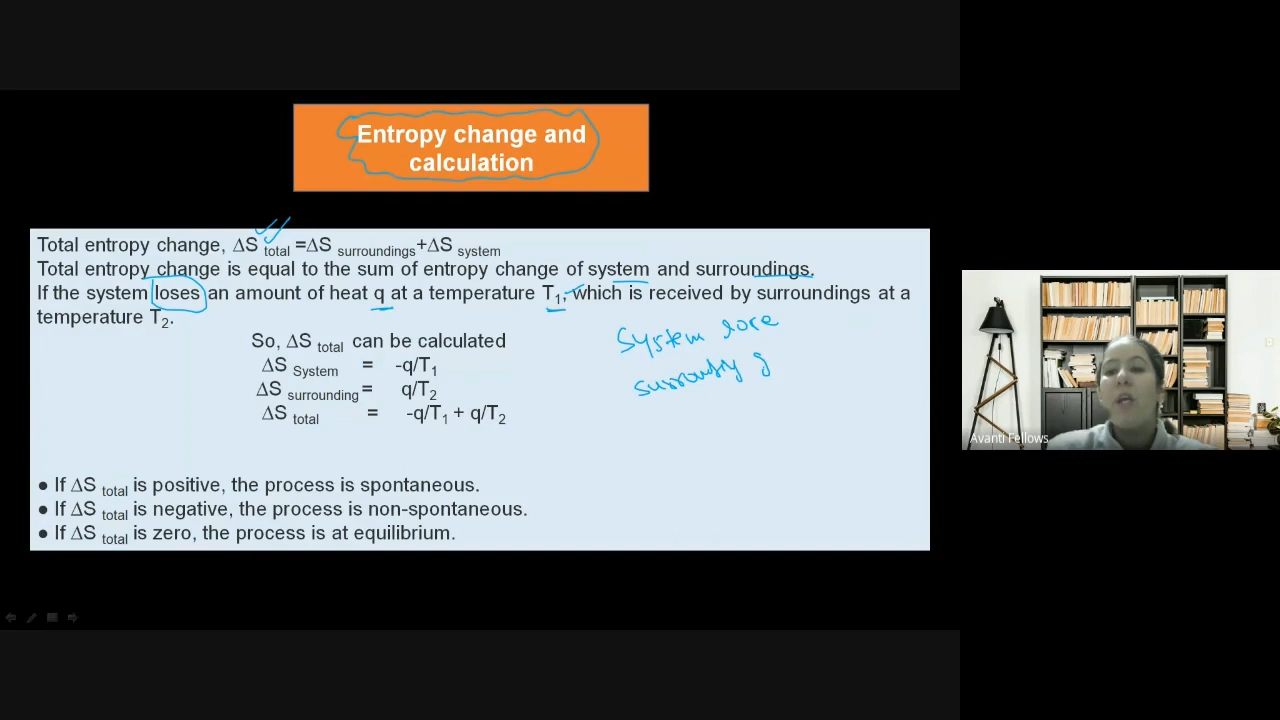 Entropy change and
calculation
Total entropy change, ΔS total =ΔS surroundings+ΔS system
Total entropy change is equal to the sum of entropy change of system and surroundings.
If the system loses an amount of heat q at a temperature T1, which is received by surroundings at a
temperature T2.
So, ΔS total can be calculated
ΔS System = -q/T1
ΔS surrounding = q/T2
ΔS total = -q/T1 + q/T2
System
● If ΔS total is positive, the process is spontaneous.
● If ΔS total is negative, the process is non-spontaneous.
● If ΔS total is zero, the process is at equilibrium.
Avanti Fellows